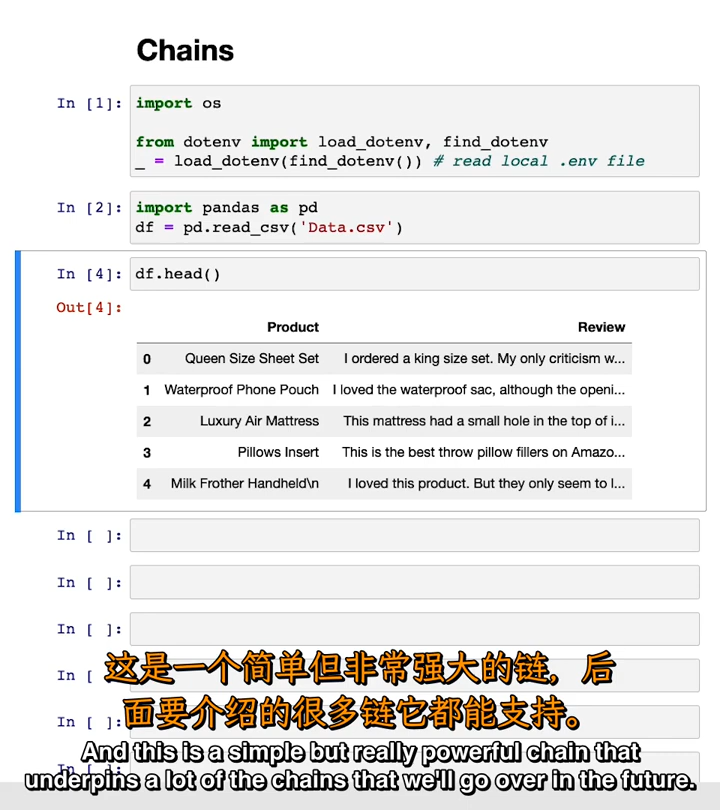 Chains
In [1]: import os
from dotenv import load_dotenv, find_dotenv
_ = load_dotenv(find_dotenv()) # read local .env file
In [2]: import pandas as pd
df = pd.read_csv('Data.csv')
In [4]: df.head()
Out[4]:
Product Review
0 Queen Size Sheet Set I ordered a king size set. My only criticism w...
1 Waterproof Phone Pouch I loved the waterproof sac, although the openi...
2 Luxury Air Mattress This mattress had a small hole in the top of i...
3 Pillows Insert This is the best throw pillow fillers on Amazo...
4 Milk Frother Handheld\n I loved this product. But they only seem to l...
In [ ]:
In [ ]:
In [ ]:
In [
In [ ]:
In [ ]:
这是一个简单但非常强大的链，后
面要介绍的很多链它都能支持。
And this is a simple but really powerful chain that
underpins a lot of the chains that we'll go over in the future.